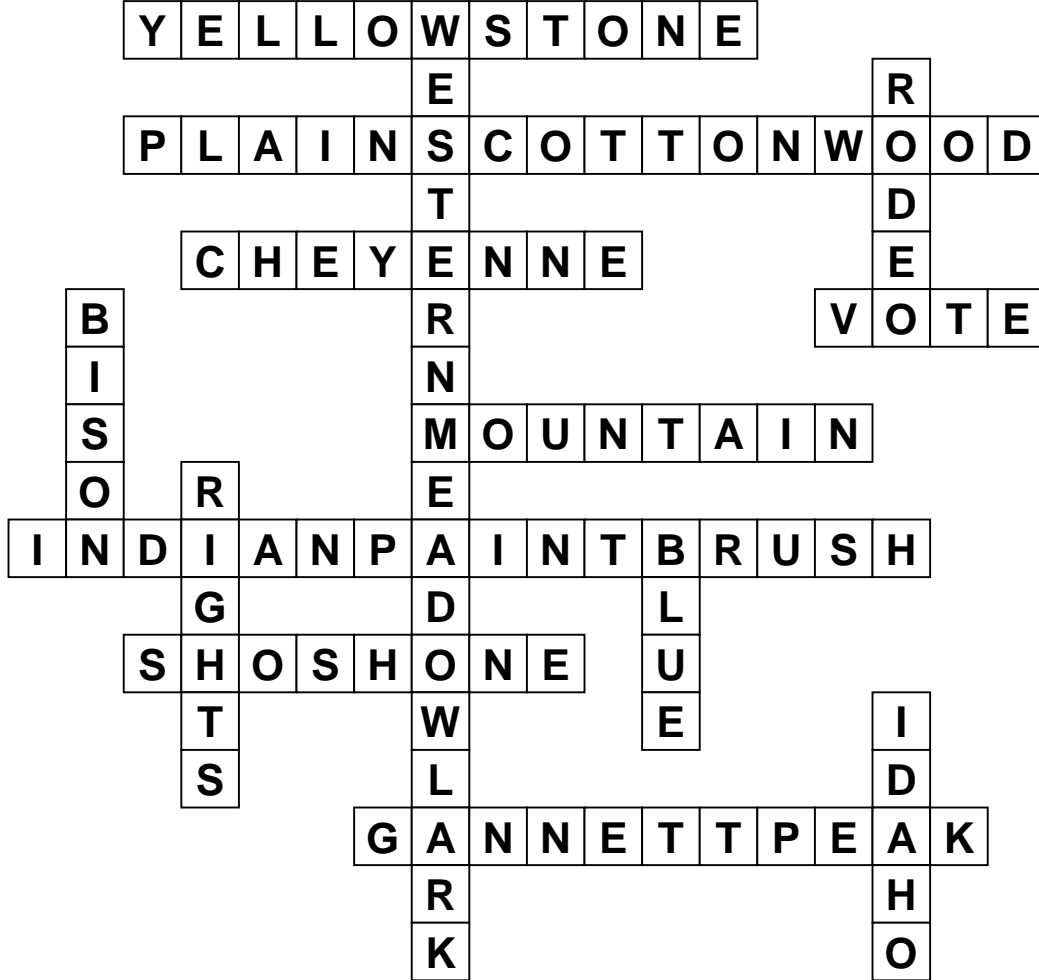 YELLOWSTONE
WESTERNMEADOWLARK
RODEO
PLAINSCOTTONWOOD
CHEYENNE
BISON
VOTE
MOUNTAIN
RIGHTS
INDIANPAINTBRUSH
BLUE
SHOSHONE
IDAHO
GANNETTPEAK